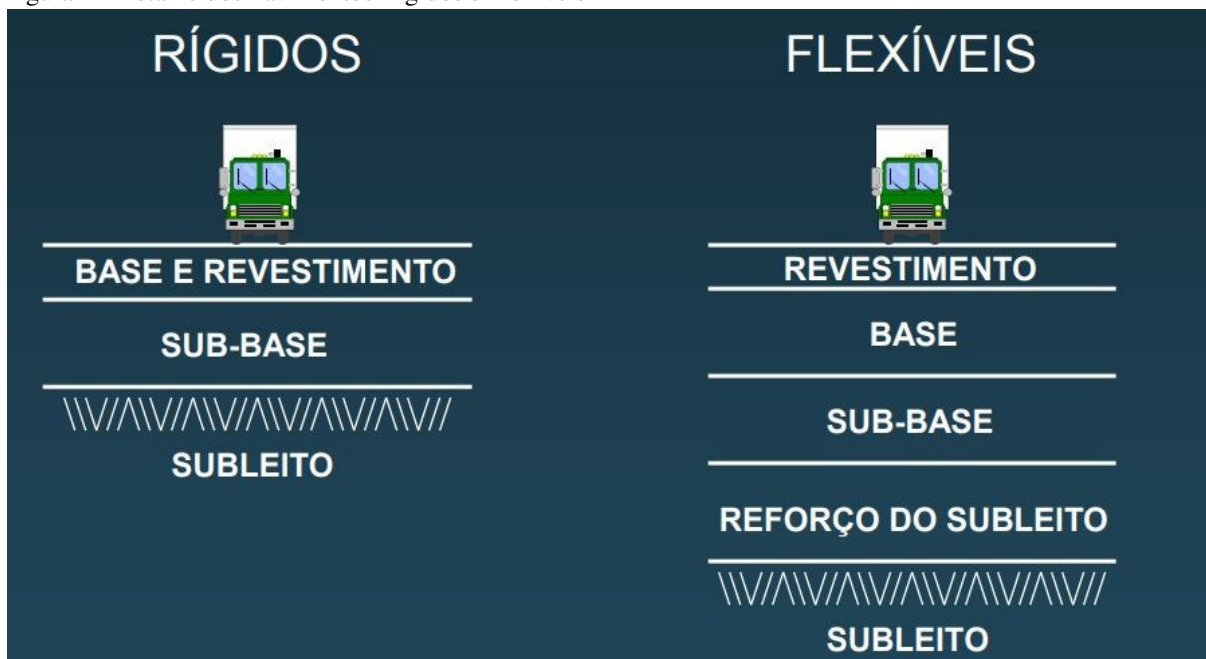 RÍGIDOS
BASE E REVESTIMENTO
SUB-BASE
SUBLEITO
FLEXÍVEIS
REVESTIMENTO
BASE
SUB-BASE
REFORÇO DO SUBLEITO
SUBLEITO